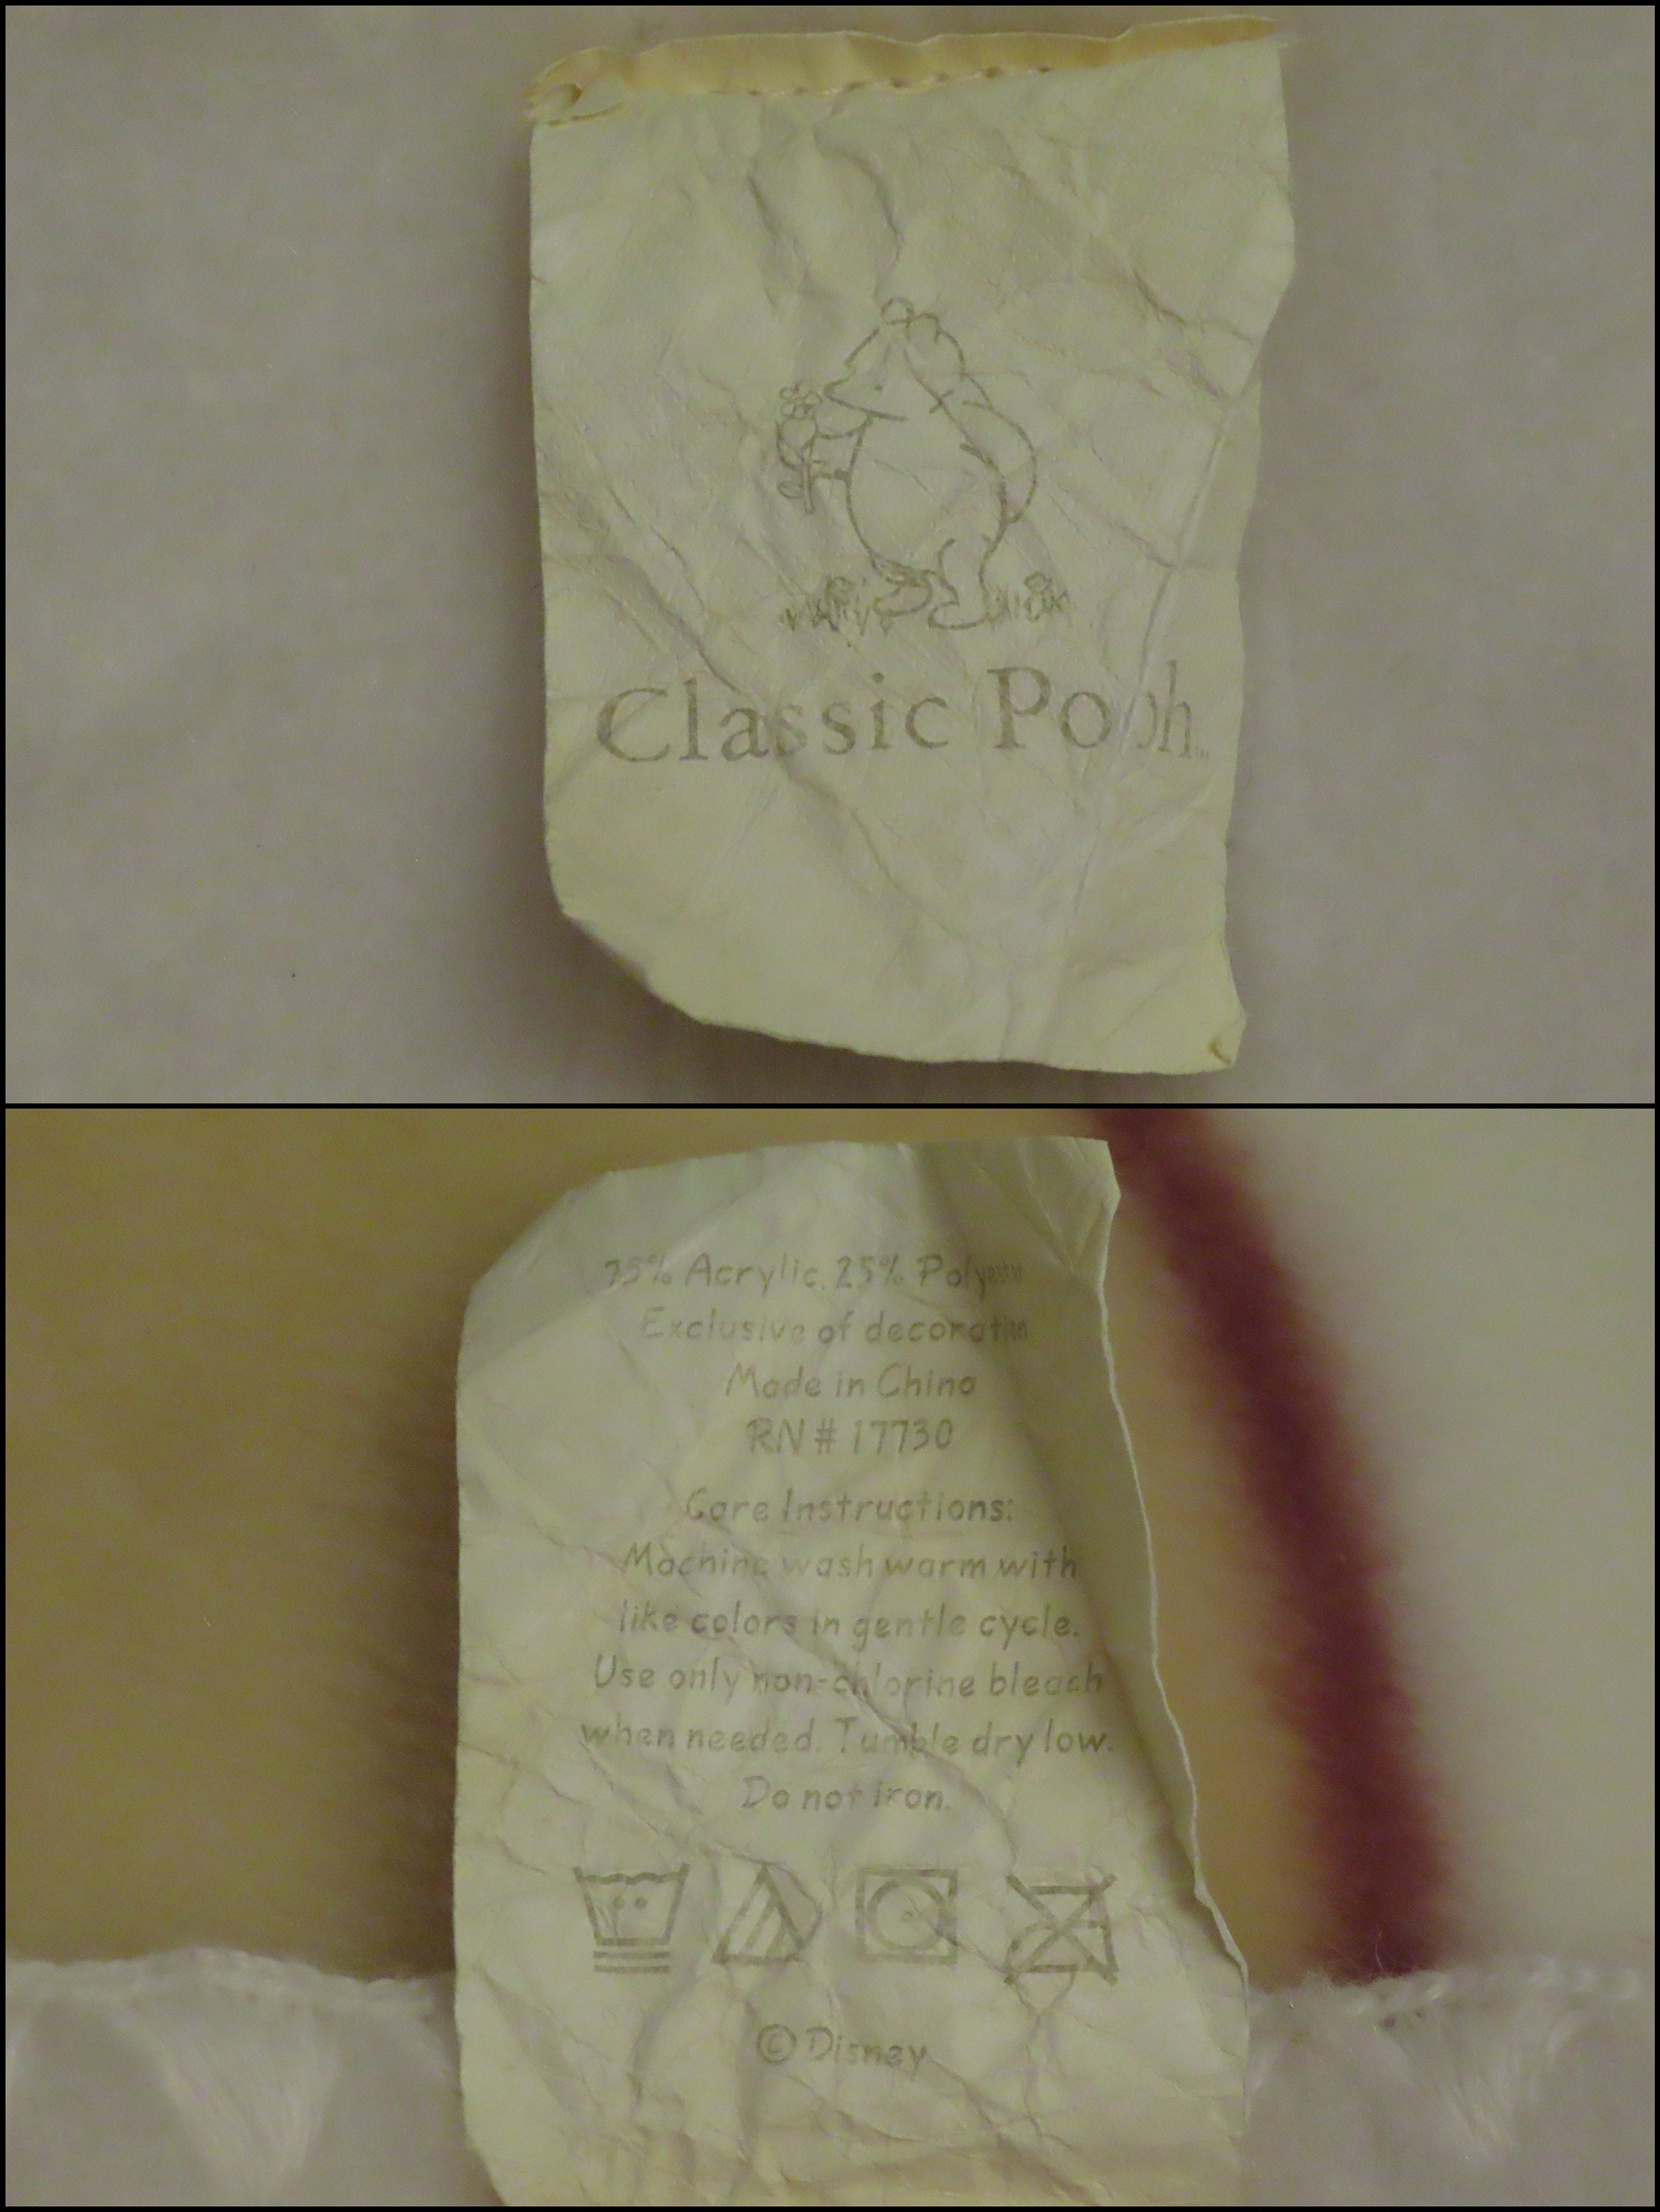 Classic Pooh™
75% Acrylic, 25% Polyester
Exclusive of decoration
Made in China
RN # 17730
Care Instructions:
Machine wash warm with
like colors in gentle cycle.
Use only non-chlorine bleach
when needed. Tumble dry low.
Do not iron.
© Disney